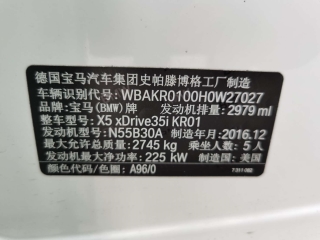 德国宝马汽车集团史帕滕博格工厂制造
车辆识别代号: WBAKR0100H0W27027
品牌: 宝马(BMW)牌 发动机排量: 2979 ml
整车型号: X5 xDrive35i KR01
发动机型号: N55B30A 制造年月: 2016.12
最大允许总质量: 2745 kg 乘坐人数: 5 人
发动机最大净功率: 225 kW 制造国: 美国
颜色代码/色圈: A96/0